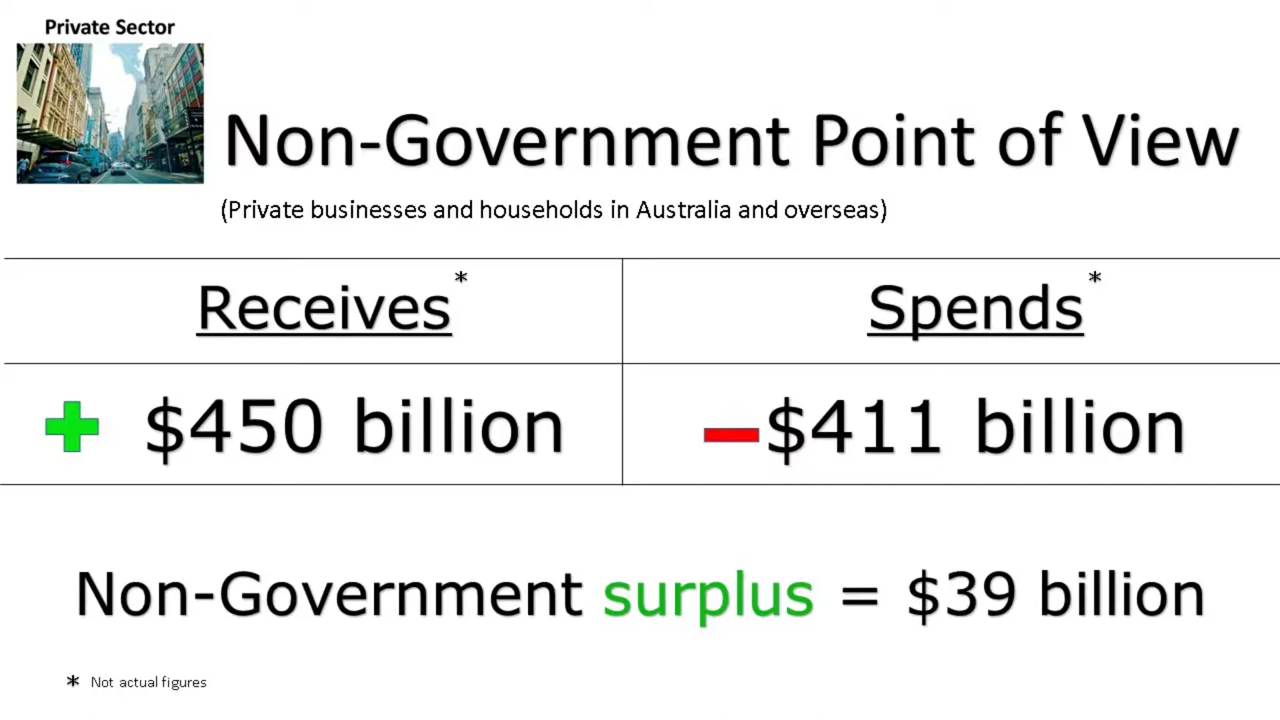 Private Sector
Non-Government Point of View
(Private businesses and households in Australia and overseas)
Receives* Spends*
$450 billion $411 billion
Non-Government surplus = $39 billion
* Not actual figures